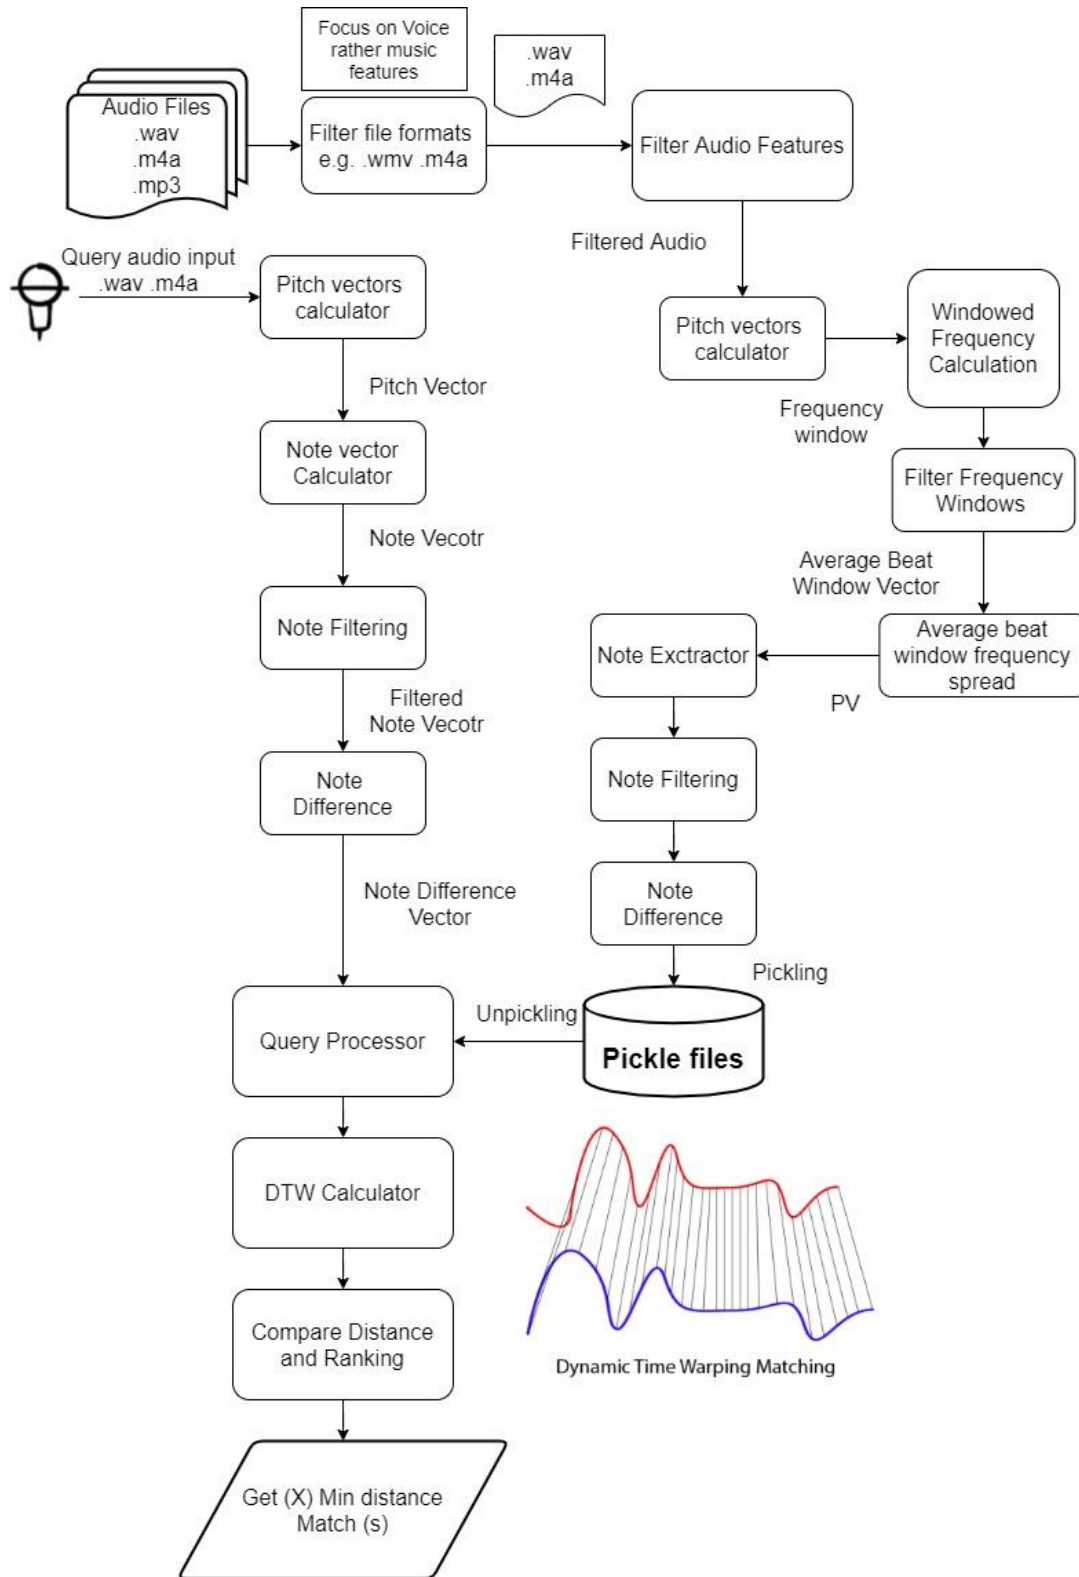 Focus on Voice
rather music
features
.wav
.m4a
Audio Files
.wav
.m4a
.mp3
Filter file formats
e.g. .wmv .m4a
Filter Audio Features
Filtered Audio
Query audio input
.wav .m4a
Pitch vectors
calculator
Pitch vectors
calculator
Windowed
Frequency
Calculation
Pitch Vector
Frequency
window
Note vector
Calculator
Filter Frequency
Windows
Note Vecotr
Average Beat
Window Vector
Note Filtering
Note Exctractor
Average beat
window frequency
spread
PV
Filtered
Note Vecotr
Note Filtering
Note
Difference
Note Difference
Vector
Note
Difference
Pickling
Unpickling
Query Processor
Pickle files
DTW Calculator
Compare Distance
and Ranking
Dynamic Time Warping Matching
Get (X) Min distance
Match (s)